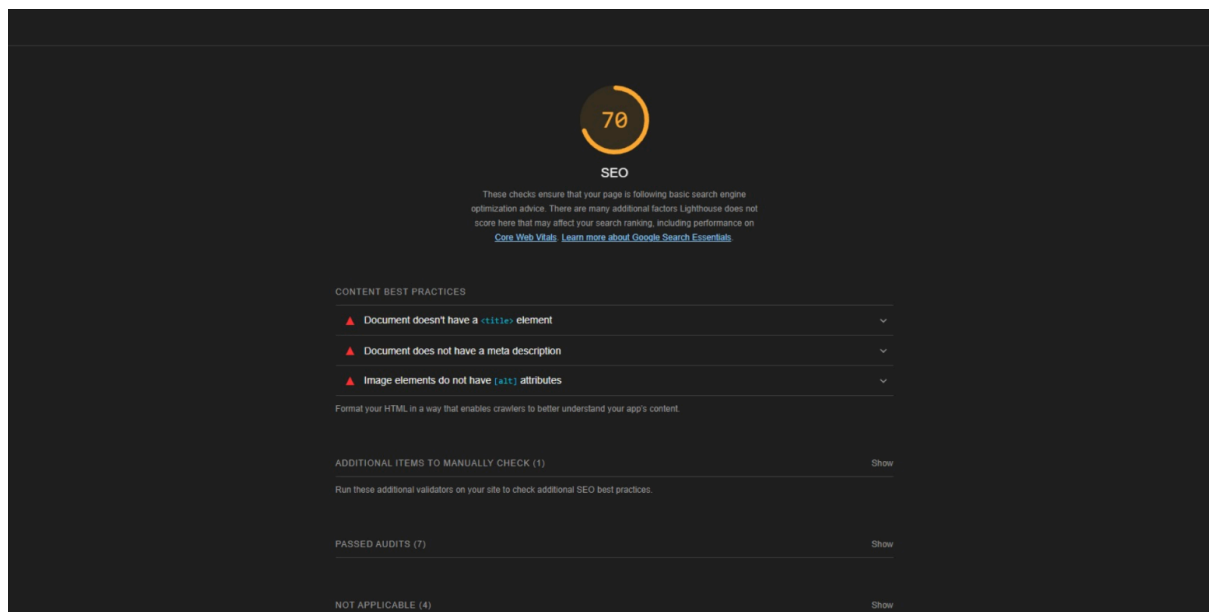 70
SEO
These checks ensure that your page is following basic search engine
optimization advice. There are many additional factors Lighthouse does not
score here that may affect your search ranking, including performance on
Core Web Vitals. Learn more about Google Search Essentials.
CONTENT BEST PRACTICES
Document doesn't have a <title> element
Document does not have a meta description
Image elements do not have [alt] attributes
Format your HTML in a way that enables crawlers to better understand your app's content.
ADDITIONAL ITEMS TO MANUALLY CHECK (1) Show
Run these additional validators on your site to check additional SEO best practices.
PASSED AUDITS (7) Show
NOT APPLICABLE (4) Show